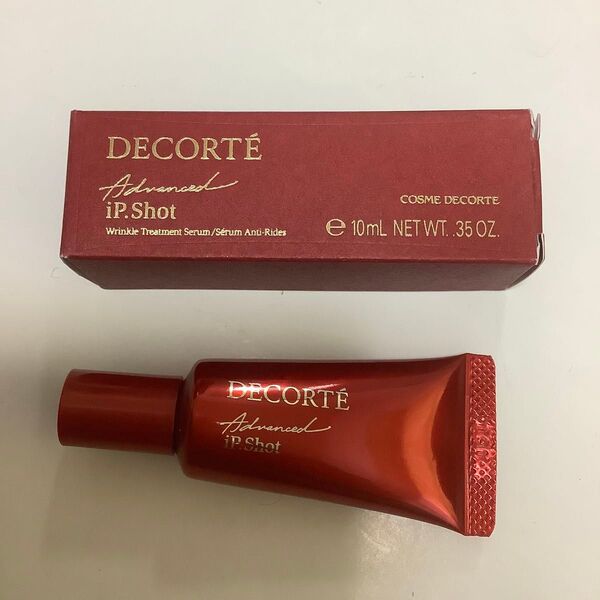 DECORTÉ
Advanced
iP.Shot
Wrinkle Treatment Serum/Sérum Anti-Rides
COSME DECORTE
℮ 10mL NET WT. .35 OZ.
DECORTÉ
Advanced
iP.Shot